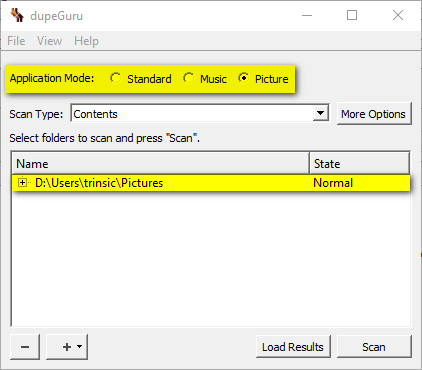 dupeGuru
File View Help
Application Mode: Standard Music Picture
Scan Type: Contents More Options
Select folders to scan and press "Scan".
Name State
D:\Users\trinsic\Pictures Normal
Load Results Scan